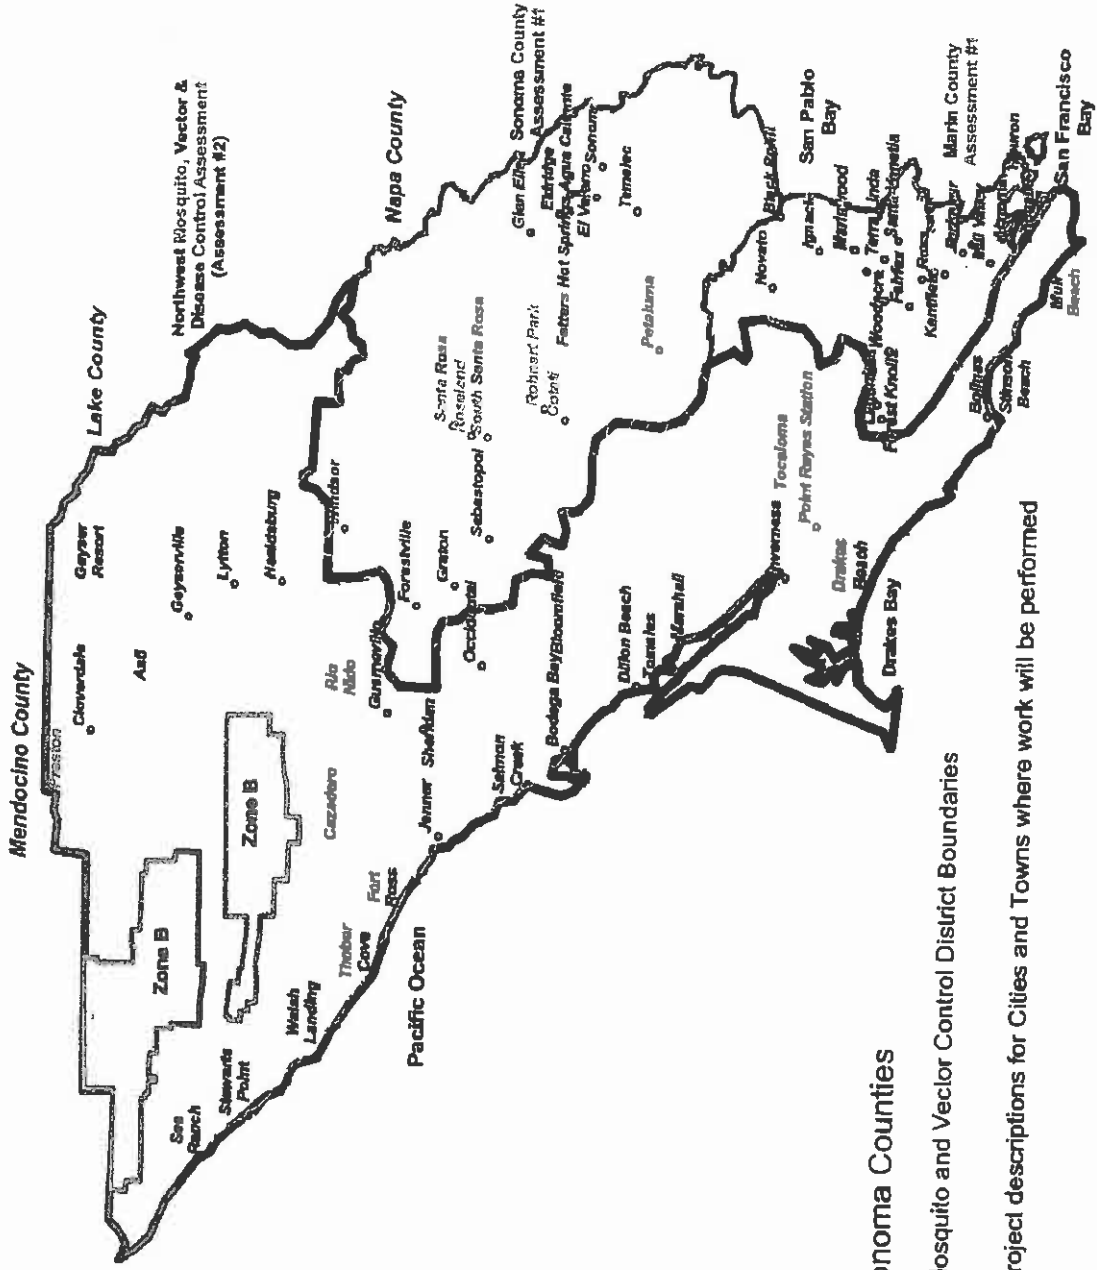 Mendocino County
Lake County
Northwest Mosquito, Vector &
Disease Control Assessment
(Assessment #2)
Napa County
Preston
Cloverdale
Geyser
Resort
Asti
Geyserville
Lytton
Healdsburg
Zone B
Zone B
Sea
Ranch
Stewarts
Point
Walsh
Landing
Thobar
Cove
Fort
Ross
Cazadero
Rio
Nido
Guerneville
Windsor
Forestville
Graton
Occidental
Sebastopol
Santa Rosa
Roseland
South Santa Rosa
Rohnert Park
Cotati
Glen Ellen
Eldridge
Fetters Hot Springs-Agua Caliente
El Verano
Sonoma County
Assessment #1
Temelec
Petaluma
Jenner
Sheridan
Salman
Creek
Bodega Bay
Bloomfield
Pacific Ocean
Dillon Beach
Tomales
Marshall
Inverness
Tocaloma
Point Reyes Station
Drakes
Beach
Drakes Bay
Novato
Black Point
San Pablo
Bay
Ignacio
Marinwood
Terra Linda
Santa Venetia
Woodacre
Fairfax
Ross
Kentfield
Forest Knolls
Mill Valley
Marin County
Assessment #1
Tiburon
Bolinas
Stinson
Beach
Muir
Beach
San Francisco
Bay
onoma Counties
osquito and Vector Control District Boundaries
roject descriptions for Cities and Towns where work will be performed